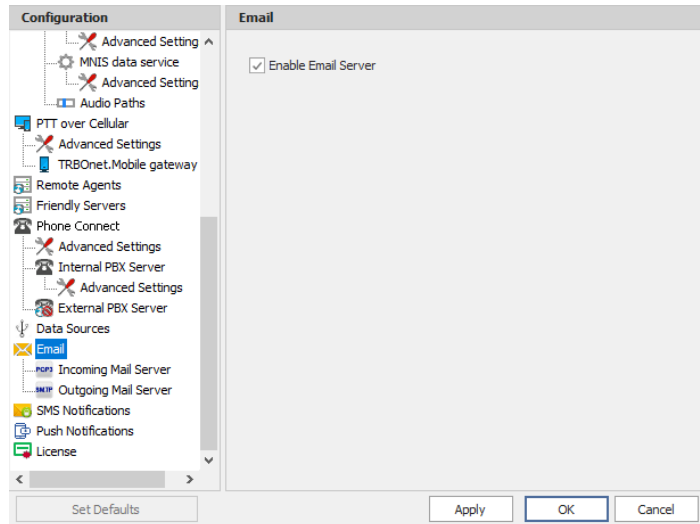 Configuration
Advanced Setting
MNIS data service
Advanced Setting
Audio Paths
PTT over Cellular
Advanced Settings
TRBOnet.Mobile gateway
Remote Agents
Friendly Servers
Phone Connect
Advanced Settings
Internal PBX Server
Advanced Settings
External PBX Server
Data Sources
Email
POP3 Incoming Mail Server
SMTP Outgoing Mail Server
SMS Notifications
Push Notifications
License
Set Defaults
Email
Enable Email Server
Apply
OK
Cancel